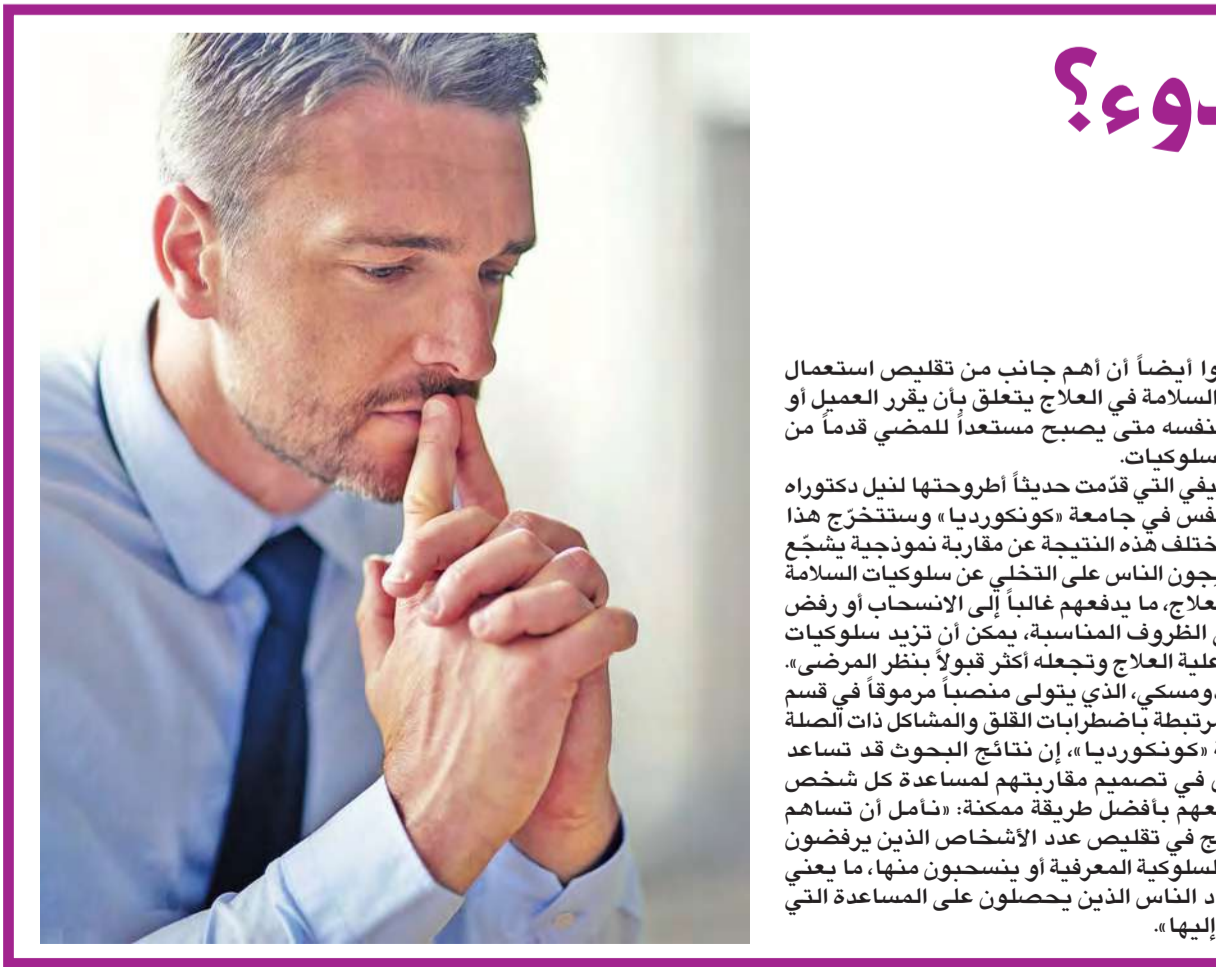 ـدوء؟
وا أيضاً أن أهم جانب من تقليص استعمال
السلامة في العلاج يتعلق بأن يقرر العميل أو
نفسه متى يصبح مستعداً للمضي قدماً من
سلوكيات.
يفي التي قدّمت حديثاً أطروحتها لنيل دكتوراه
نفس في جامعة «كونكورديا» وستتخرّج هذا
ختلف هذه النتيجة عن مقاربة نموذجية يشجّع
جون الناس على التخلي عن سلوكيات السلامة
علاج، ما يدفعهم غالباً إلى الانسحاب أو رفض
الظروف المناسبة، يمكن أن تزيد سلوكيات
علية العلاج وتجعله أكثر قبولاً بنظر المرضى».
ومسكي، الذي يتولى منصباً مرموقاً في قسم
مرتبطة باضطرابات القلق والمشاكل ذات الصلة
«كونكورديا»، إن نتائج البحوث قد تساعد
في تصميم مقاربتهم لمساعدة كل شخص
عهم بأفضل طريقة ممكنة: «نأمل أن تساهم
ج في تقليص عدد الأشخاص الذين يرفضون
لسلوكية المعرفية أو ينسحبون منها، ما يعني
د الناس الذين يحصلون على المساعدة التي
إليها».